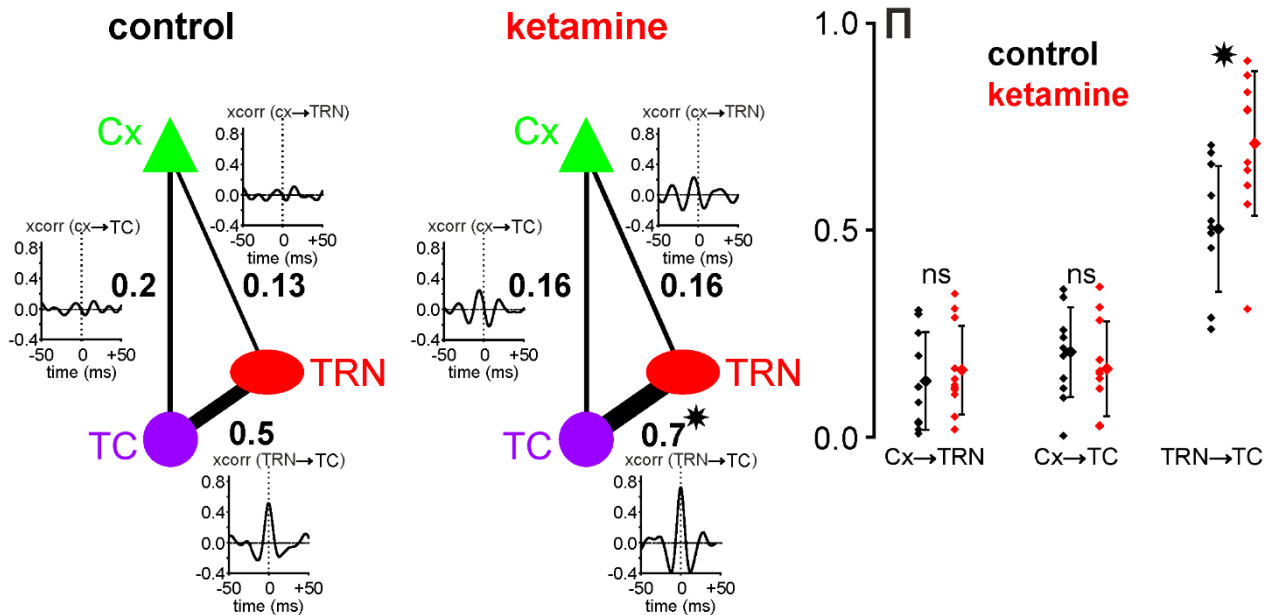 control
ketamine
Cx
xcorr (cx→TRN)
0.8
0.4
0.0
-0.4
-50 0 +50
time (ms)
xcorr (cx→TC)
0.8
0.4
0.0
-0.4
-50 0 +50
time (ms)
0.2
0.13
TRN
TC
0.5
xcorr (TRN→TC)
0.8
0.4
0.0
-0.4
-50 0 +50
time (ms)
Cx
xcorr (cx→TRN)
0.8
0.4
0.0
-0.4
-50 0 +50
time (ms)
xcorr (cx→TC)
0.8
0.4
0.0
-0.4
-50 0 +50
time (ms)
0.16
0.16
TRN
TC
0.7
xcorr (TRN→TC)
0.8
0.4
0.0
-0.4
-50 0 +50
time (ms)
1.0
Π
control
ketamine
0.5
ns
ns
0.0
Cx→TRN
Cx→TC
TRN→TC